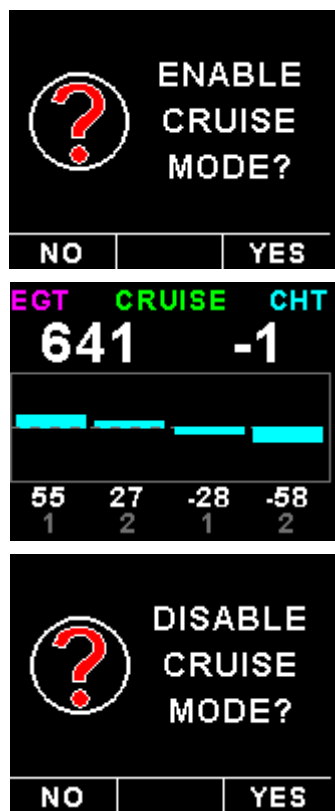 ENABLE
CRUISE
MODE?
NO YES
EGT CRUISE CHT
641 -1
55 27 -28 -58
1 2 1 2
DISABLE
CRUISE
MODE?
NO YES